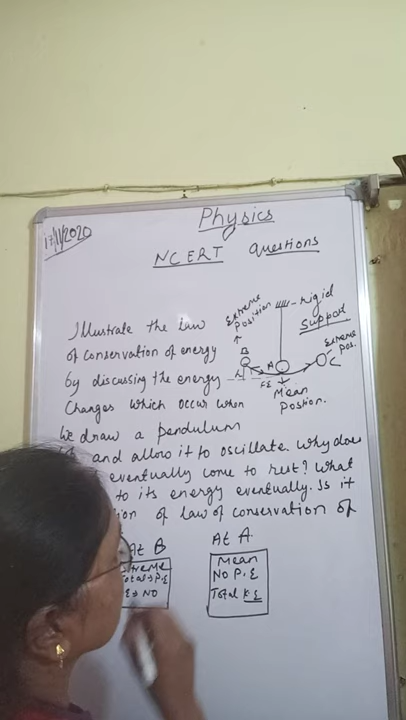 17/11/2020
Physics
NCERT Questions
Illustrate the law
of conservation of energy
by discussing the energy
Changes which occur when
We draw a pendulum
and allow it to oscillate. Why does
eventually come to rest? What
to its energy eventually. Is it
of law of conservation of
Extreme
Position
rigid
Support
B
A
Extreme
Pos.
C
Mean
Postion.
At B
Total → P.E
NO
At A
Mean
NO P.E
Total K.E